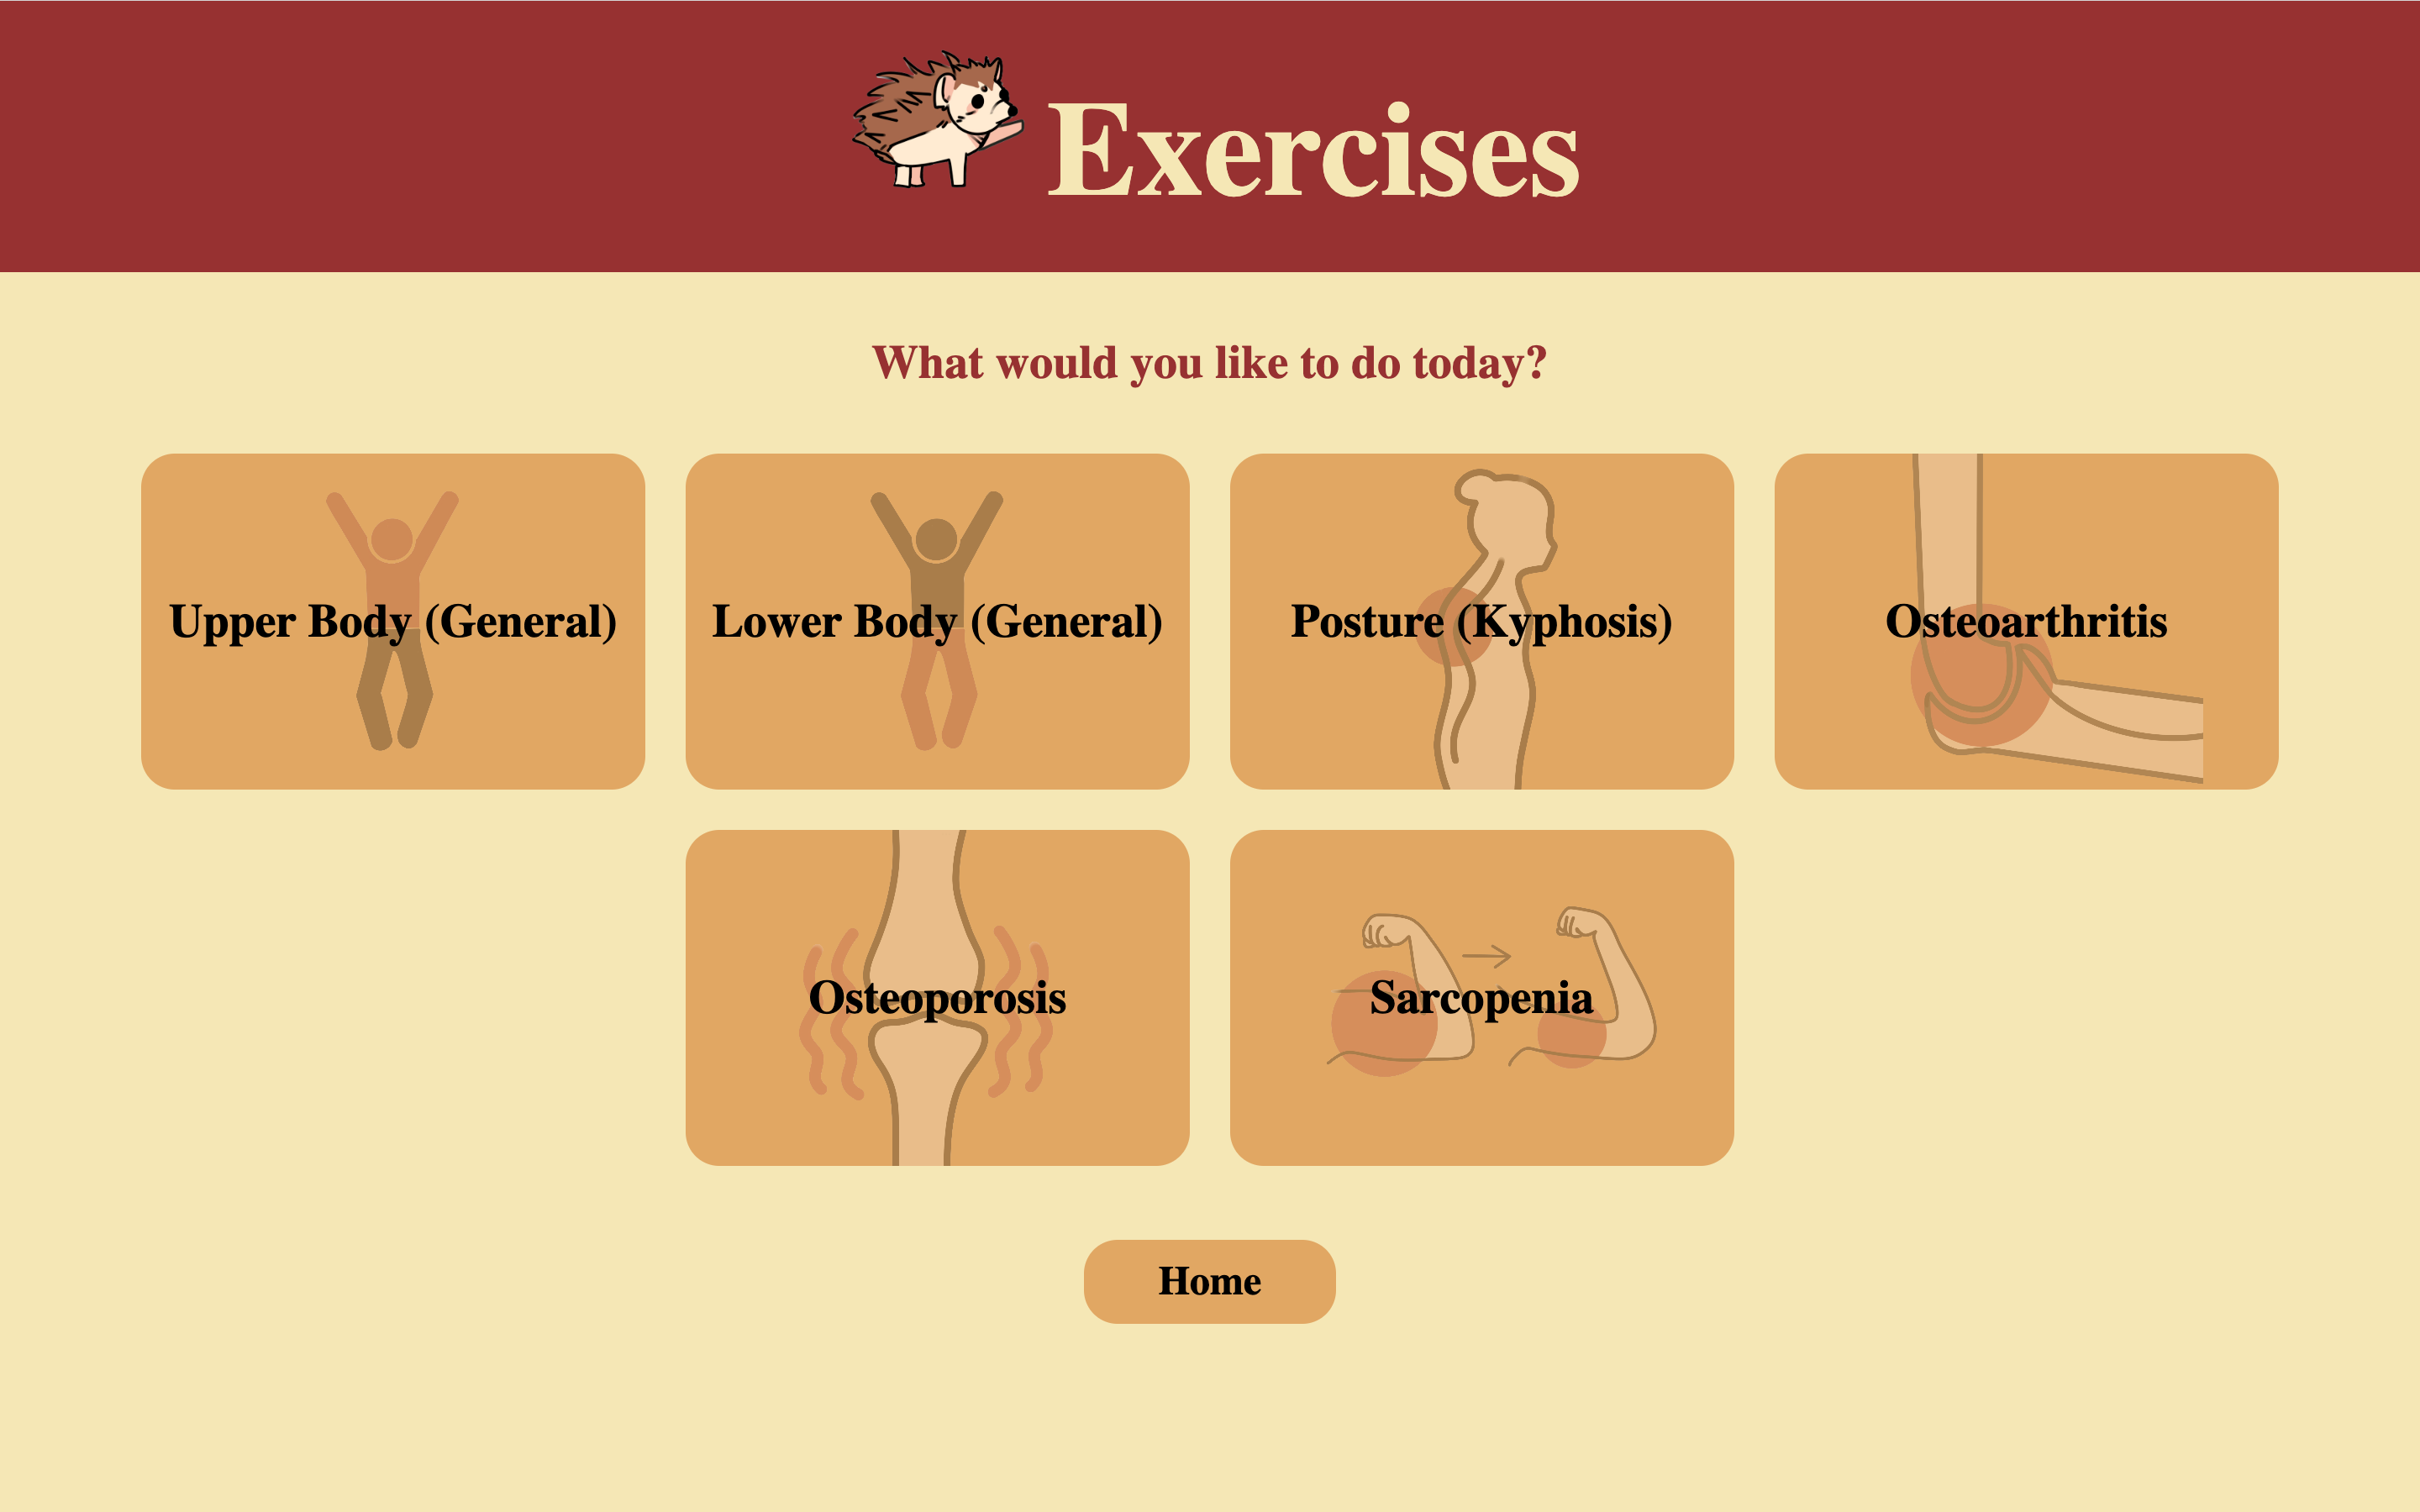 Exercises
What would you like to do today?
Upper Body (General)
Lower Body (General)
Posture (Kyphosis)
Osteoarthritis
Osteoporosis
Sarcopenia
Home